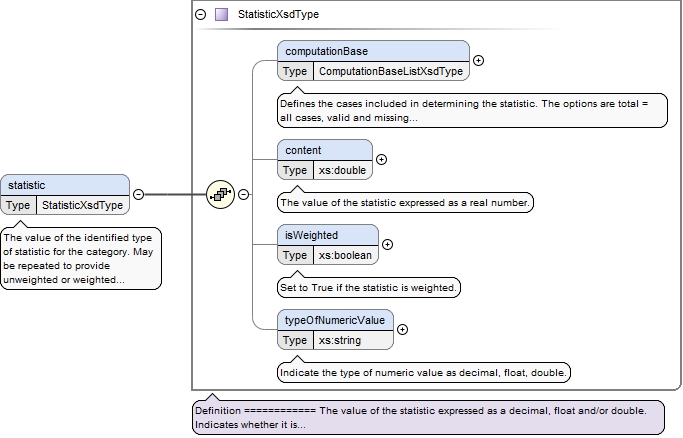 StatisticXsdType
computationBase
Type ComputationBaseListXsdType
Defines the cases included in determining the statistic. The options are total =
all cases, valid and missing...
content
Type xs:double
The value of the statistic expressed as a real number.
statistic
Type StatisticXsdType
The value of the identified type
of statistic for the category. May
be repeated to provide
unweighted or weighted...
isWeighted
Type xs:boolean
Set to True if the statistic is weighted.
typeOfNumericValue
Type xs:string
Indicate the type of numeric value as decimal, float, double.
Definition ============ The value of the statistic expressed as a decimal, float and/or double.
Indicates whether it is...